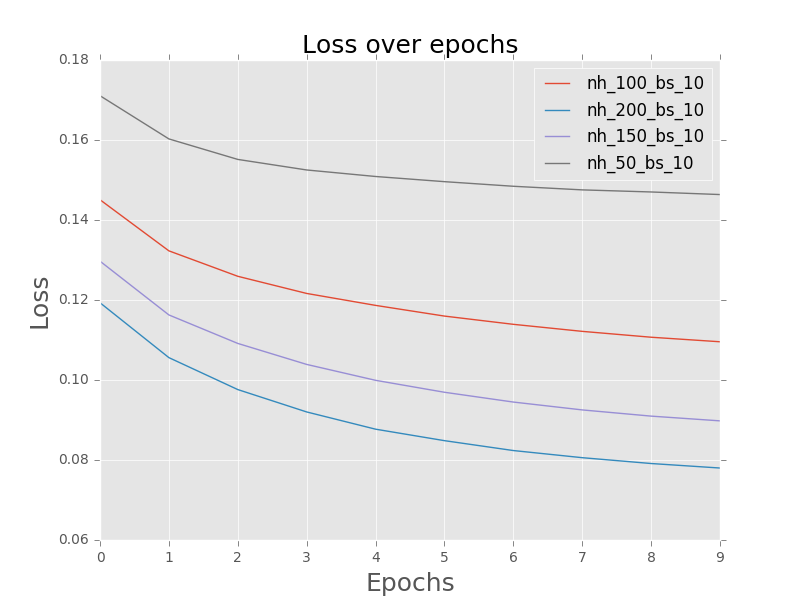 Loss over epochs
nh_100_bs_10
nh_200_bs_10
nh_150_bs_10
nh_50_bs_10
0.18
0.16
0.14
0.12
0.10
0.08
0.06
Loss
0 1 2 3 4 5 6 7 8 9
Epochs